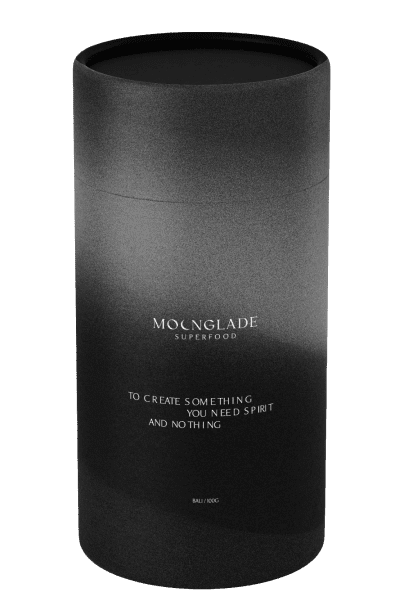 MOONGLADE
SUPERFOOD
TO CREATE SOMETHING
YOU NEED SPIRIT
AND NOTHING
BALI / 100G